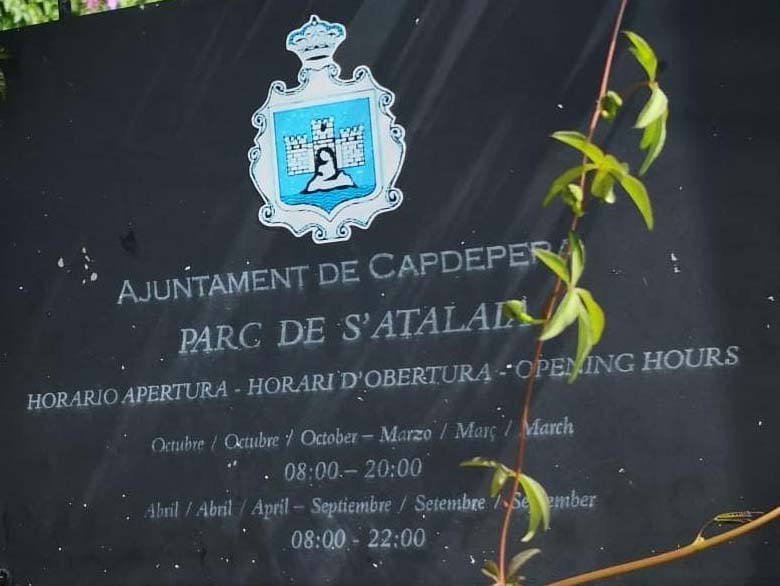 AJUNTAMENT DE CAPDEPERA
PARC DE S'ATALAIA
HORARIO APERTURA - HORARI D'OBERTURA - OPENING HOURS
Octubre / Octubre / October – Marzo / Març / March
08:00 – 20:00
Abril / Abril / April – Septiembre / Setembre / September
08:00 - 22:00